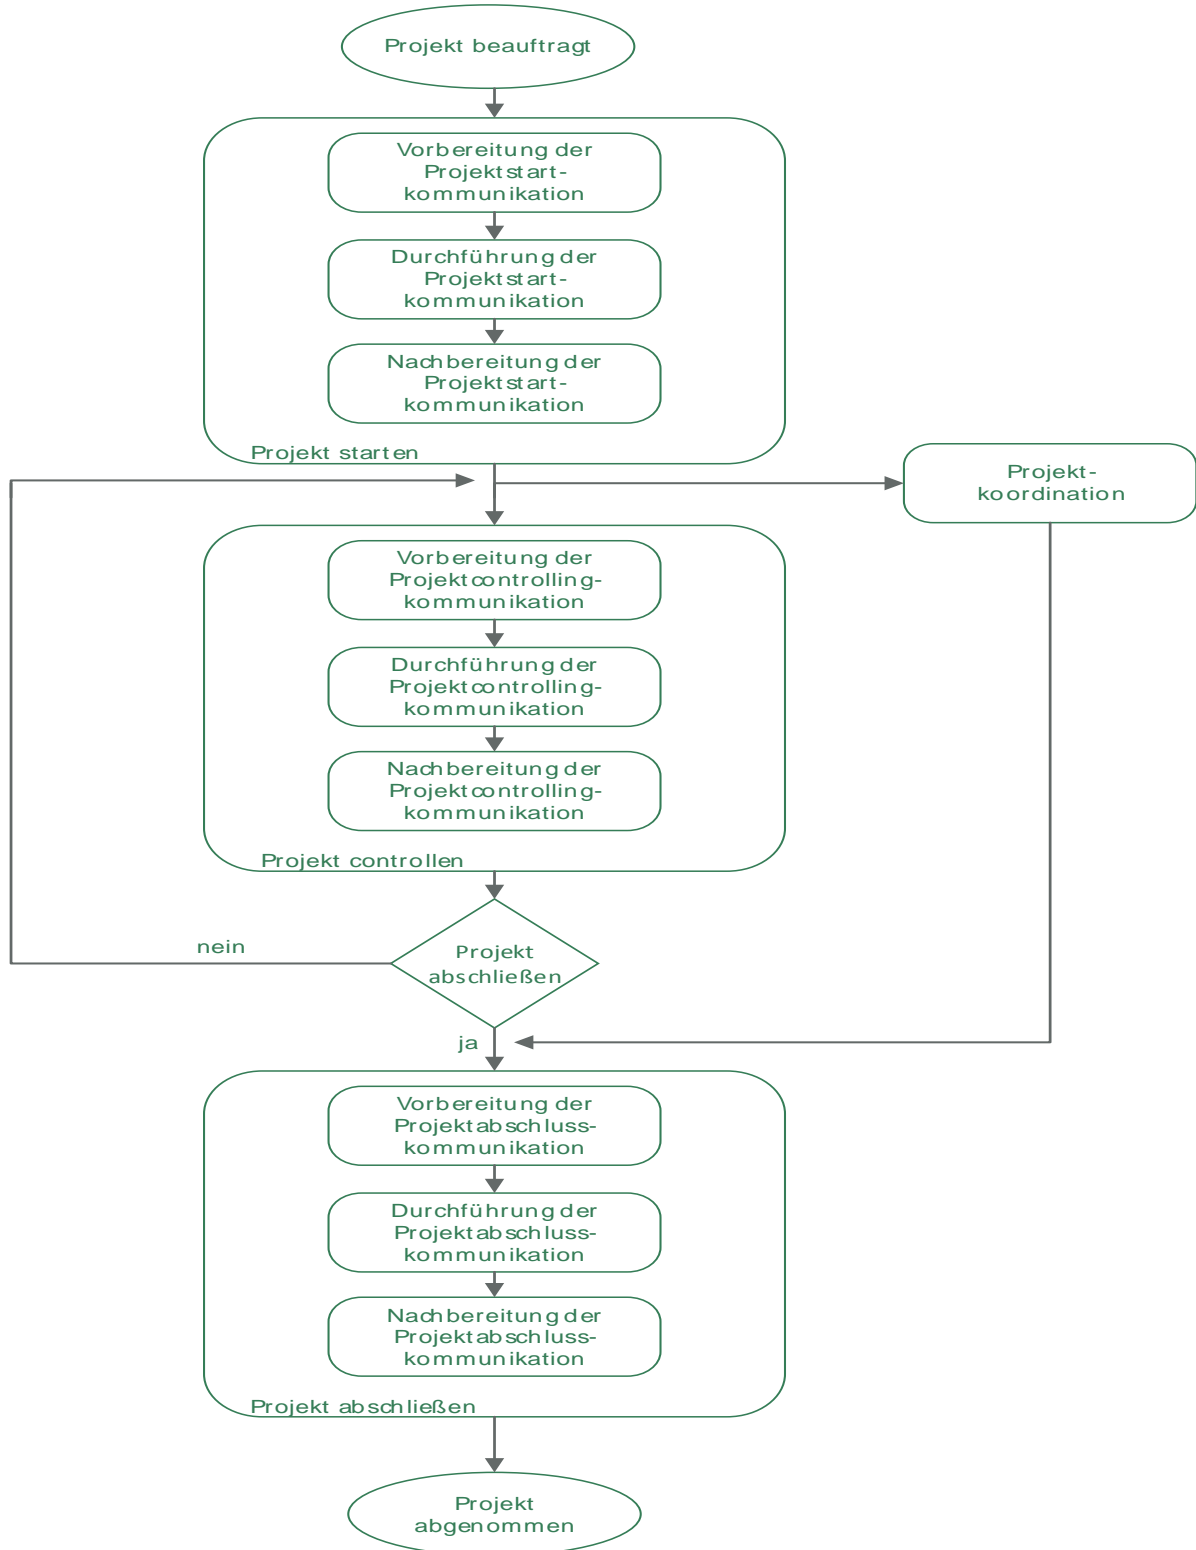 Projekt beauftragt
Vorbereitung der
Projektstart-
kommunikation
Durchführung der
Projektstart-
kommunikation
Nachbereitung der
Projektstart-
kommunikation
Projekt starten
Projekt-
koordination
Vorbereitung der
Projektcontrolling-
kommunikation
Durchführung der
Projektcontrolling-
kommunikation
Nachbereitung der
Projektcontrolling-
kommunikation
Projekt controllen
nein
Projekt
abschließen
ja
Vorbereitung der
Projektabschluss-
kommunikation
Durchführung der
Projektabschluss-
kommunikation
Nachbereitung der
Projektabschluss-
kommunikation
Projekt abschließen
Projekt
abgenommen